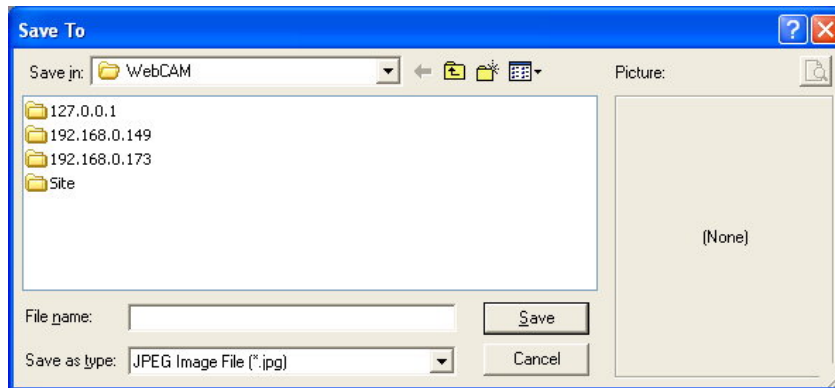 Save To
Save in: WebCAM
Picture:
127.0.0.1
192.168.0.149
192.168.0.173
Site
(None)
File name:
Save
Save as type: JPEG Image File (*.jpg)
Cancel